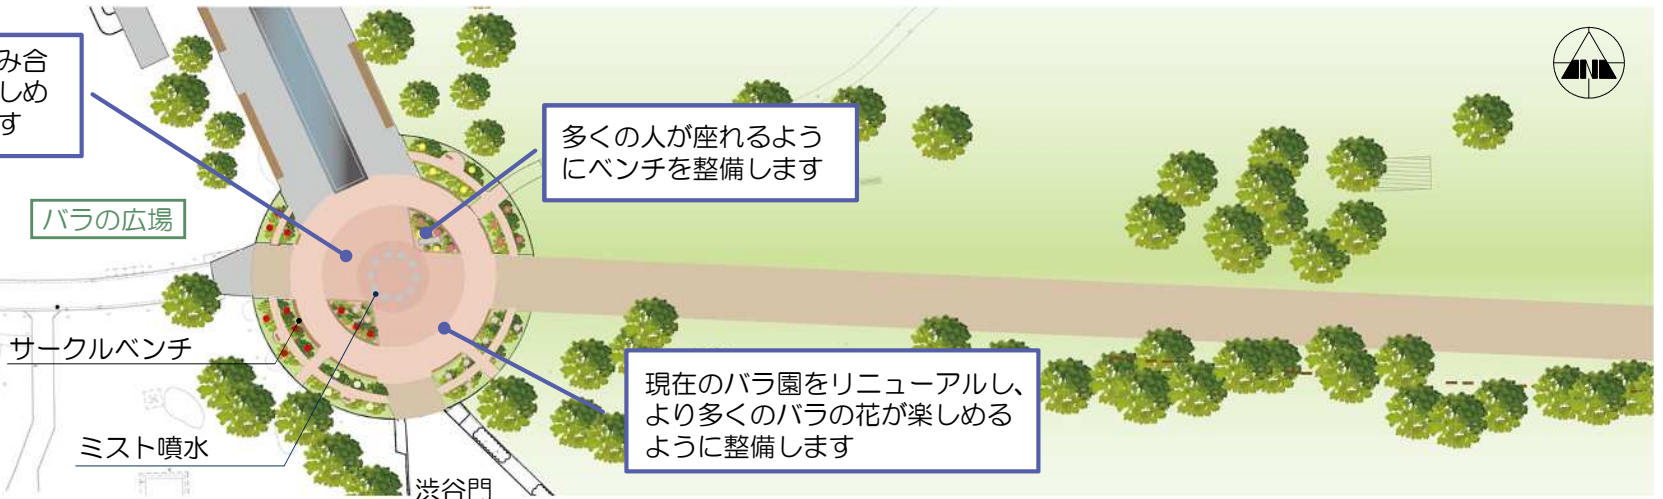 み合
しめ
す
多くの人が座れるよう
にベンチを整備します
バラの広場
サークルベンチ
現在のバラ園をリニューアルし、
より多くのバラの花が楽しめる
ように整備します
ミスト噴水
渋谷門
N